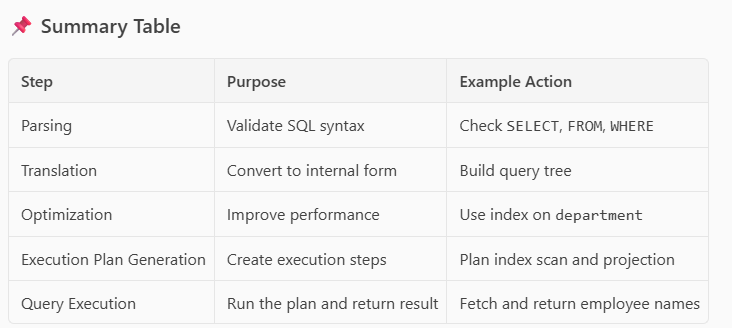 Summary Table
Step Purpose Example Action
Parsing Validate SQL syntax Check SELECT, FROM, WHERE
Translation Convert to internal form Build query tree
Optimization Improve performance Use index on department
Execution Plan Generation Create execution steps Plan index scan and projection
Query Execution Run the plan and return result Fetch and return employee names